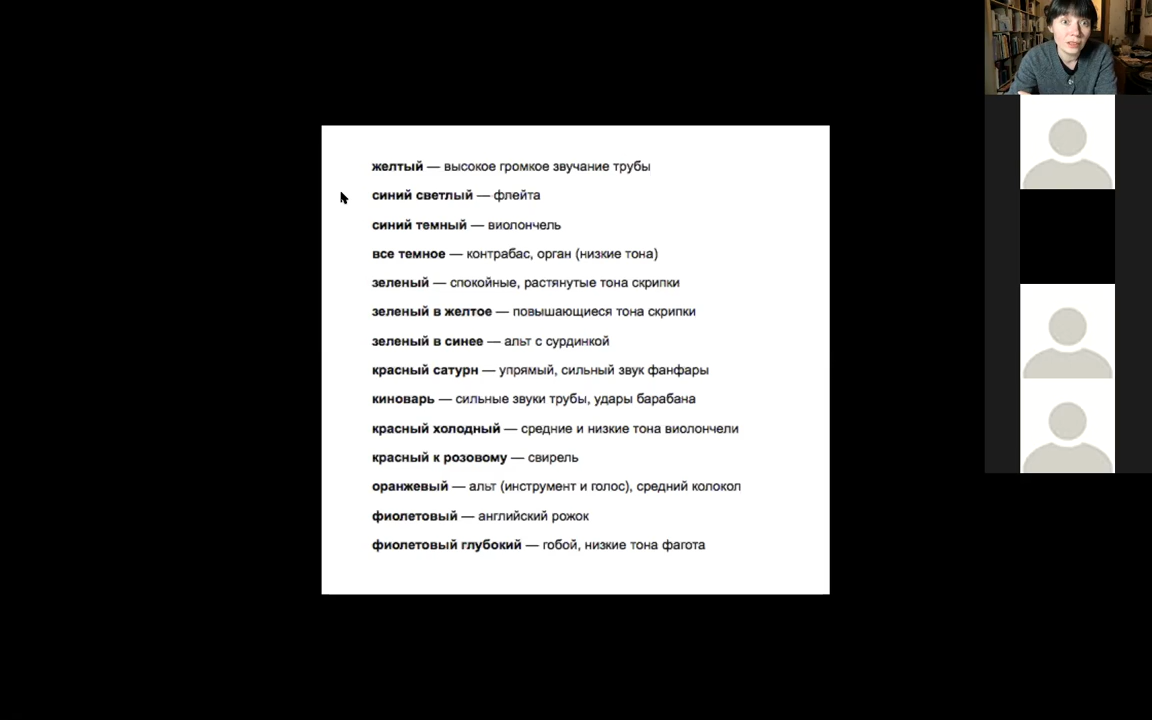 желтый — высокое громкое звучание трубы
синий светлый — флейта
синий темный — виолончель
все темное — контрабас, орган (низкие тона)
зеленый — спокойные, растянутые тона скрипки
зеленый в желтое — повышающиеся тона скрипки
зеленый в синее — альт с сурдинкой
красный сатурн — упрямый, сильный звук фанфары
киноварь — сильные звуки трубы, удары барабана
красный холодный — средние и низкие тона виолончели
красный к розовому — свирель
оранжевый — альт (инструмент и голос), средний колокол
фиолетовый — английский рожок
фиолетовый глубокий — гобой, низкие тона фагота